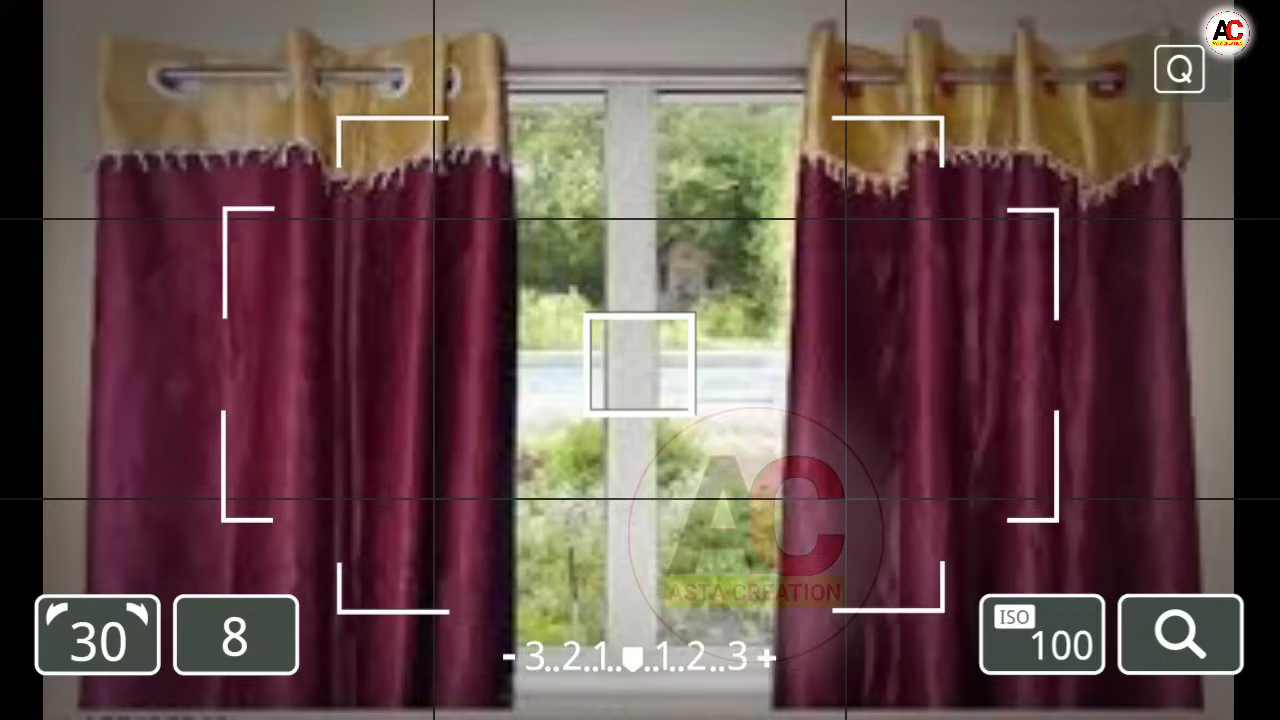 AC
Q
AC
ASTA CREATION
30
8
- 3..2.1.. ..1..2..3 +
ISO
100